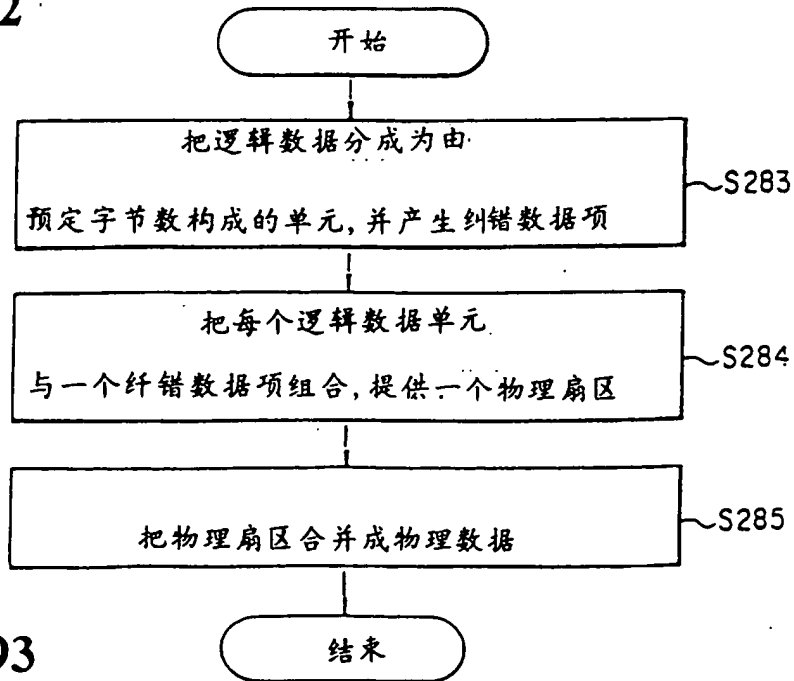 2
开始
把逻辑数据分成为由
预定字节数构成的单元,并产生纠错数据项
S283
把每个逻辑数据单元
与一个纤错数据项组合,提供一个物理扇区
S284
把物理扇区合并成物理数据
S285
结束
93